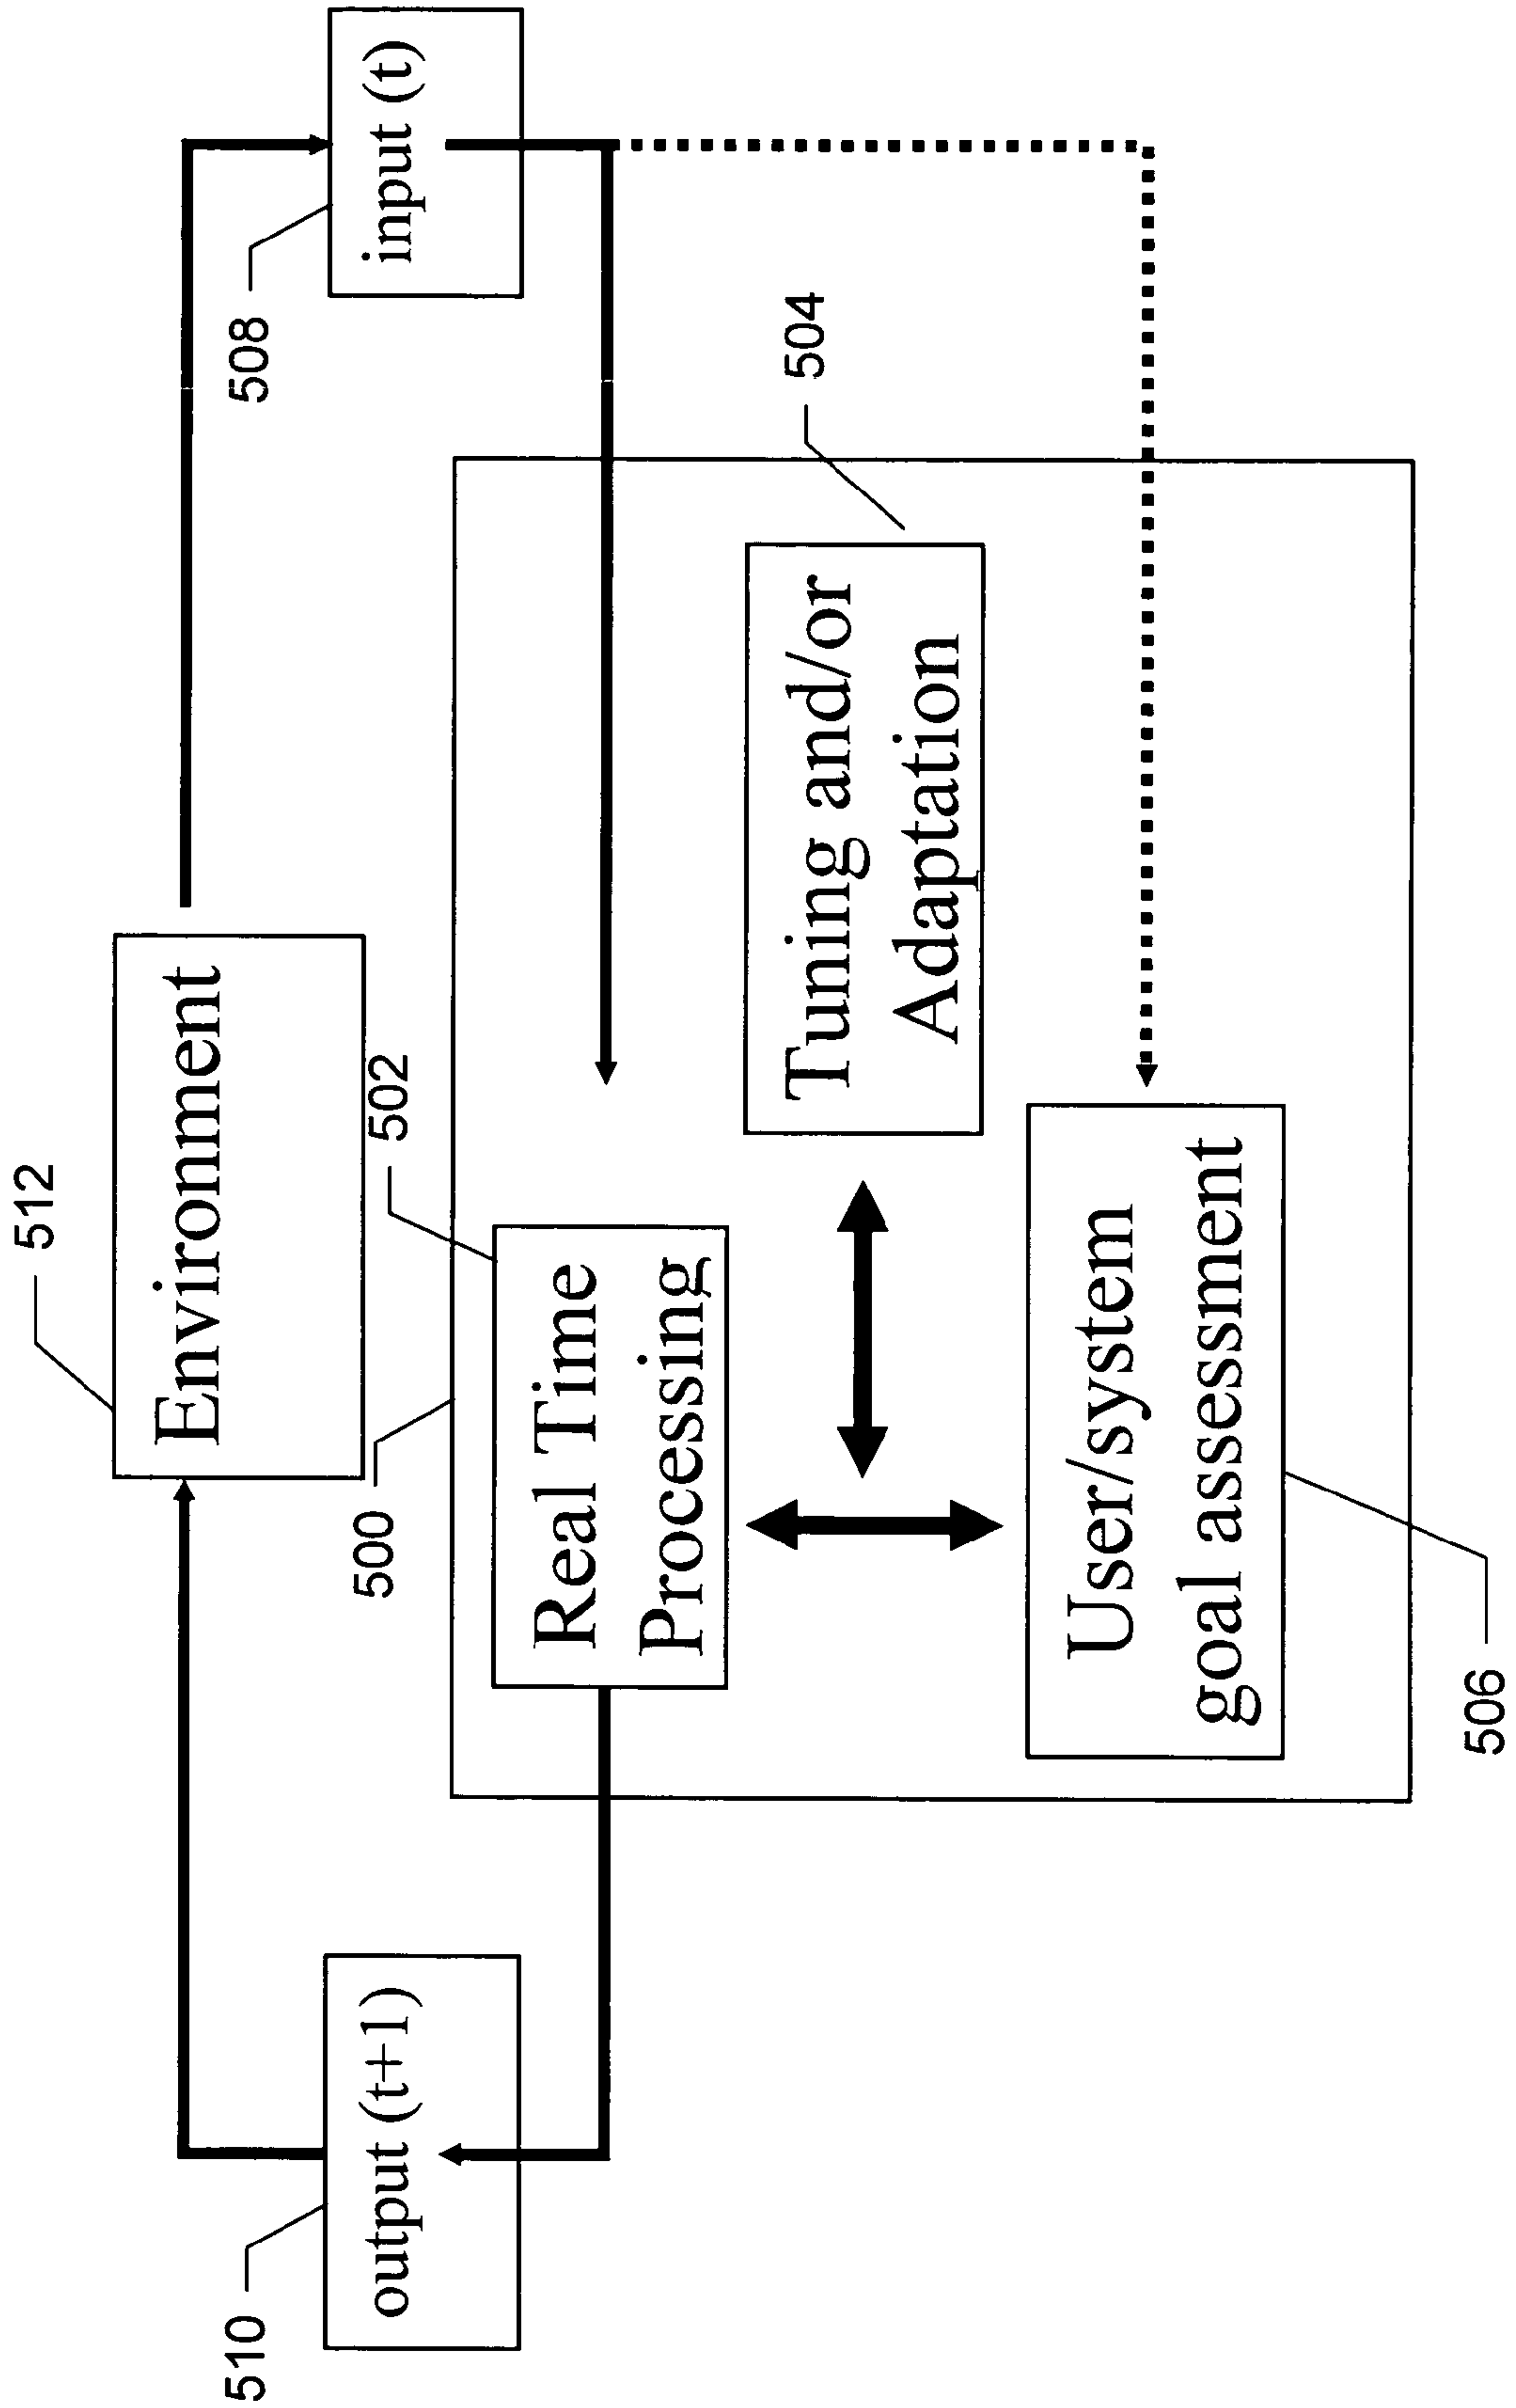 512
Environment
508
input (t)
510
output (t+1)
500
502
Real Time
Processing
504
Tuning and/or
Adaptation
User/system
goal assessment
506